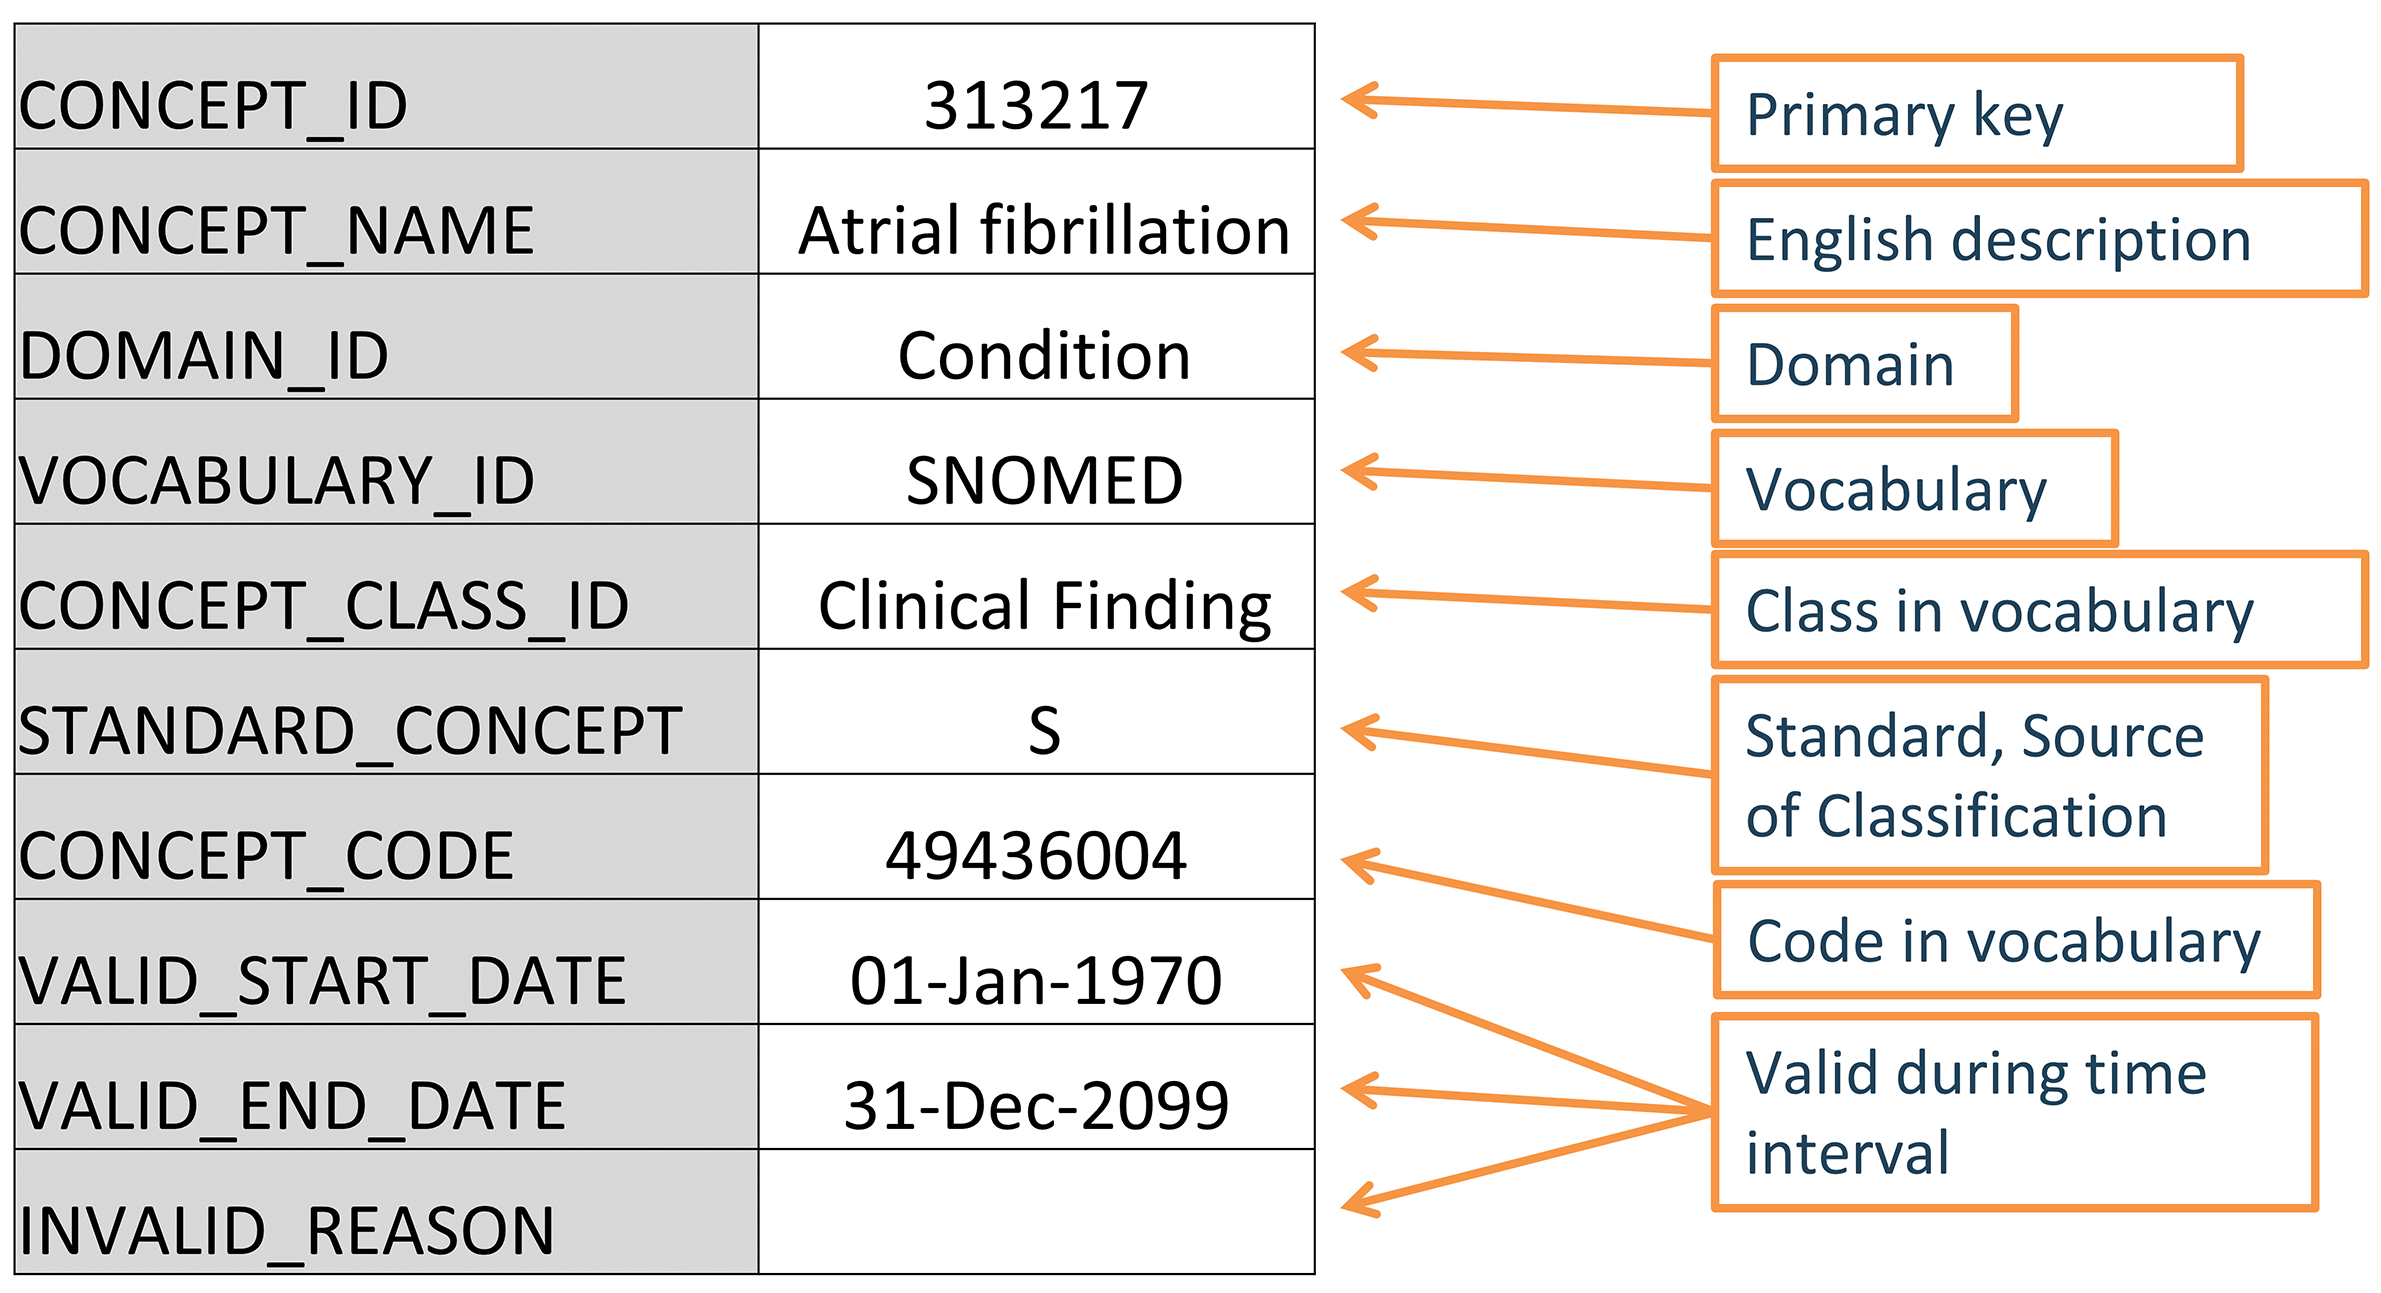 CONCEPT_ID 313217 Primary key
CONCEPT_NAME Atrial fibrillation English description
DOMAIN_ID Condition Domain
VOCABULARY_ID SNOMED Vocabulary
CONCEPT_CLASS_ID Clinical Finding Class in vocabulary
STANDARD_CONCEPT S Standard, Source
of Classification
CONCEPT_CODE 49436004 Code in vocabulary
VALID_START_DATE 01-Jan-1970
VALID_END_DATE 31-Dec-2099 Valid during time
interval
INVALID_REASON